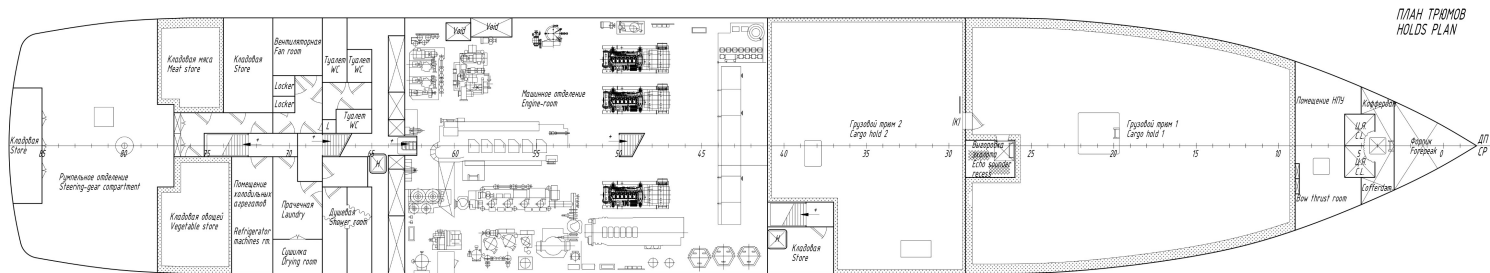 ПЛАН ТРЮМОВ
HOLDS PLAN
Кладовая
Store
Румпельное отделение
Steering-gear compartment
Кладовая мяса
Meat store
Кладовая
Store
Вентиляторная
Fan room
Locker
Locker
Туалет
WC
Туалет
WC
Туалет
WC
L
Кладовая овощей
Vegetable store
Помещение
холодильных
агрегатов
Refrigerator
machines rm.
Прачечная
Laundry
Сушилка
Drying room
Душевая
Shower room
Void
Void
Машинное отделение
Engine-room
Грузовой трюм 2
Cargo hold 2
Кладовая
Store
(К)
Выгородка
эхолота
Echo sounder
recess
Грузовой трюм 1
Cargo hold 1
Помещение НПУ
Bow thrust room
Коффердам
Cofferdam
Ц.Я.
C.L.
Ц.Я.
C.L.
Форпик
Forepeak
ДП
CP
85
80
75
70
65
60
55
50
45
40
35
30
25
20
15
10
5
0